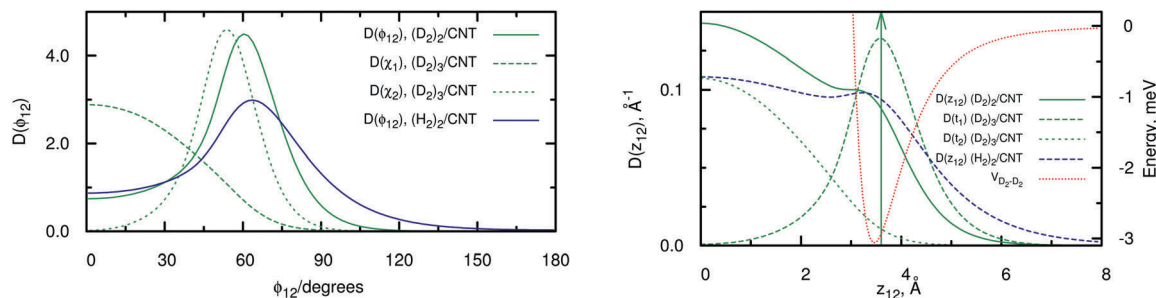 D(ϕ12)
4.0
2.0
0.0
D(ϕ12), (D2)2/CNT
D(χ1), (D2)3/CNT
D(χ2), (D2)3/CNT
D(ϕ12), (H2)2/CNT
0 30 60 90 120 150 180
ϕ12/degrees
D(z12), Å-1
0.1
0.0
D(z12) (D2)2/CNT
D(t1) (D2)3/CNT
D(t2) (D2)3/CNT
D(z12) (H2)2/CNT
VD2-D2
0
-1
-2
-3
Energy, meV
0 2 4 6 8
z12, Å